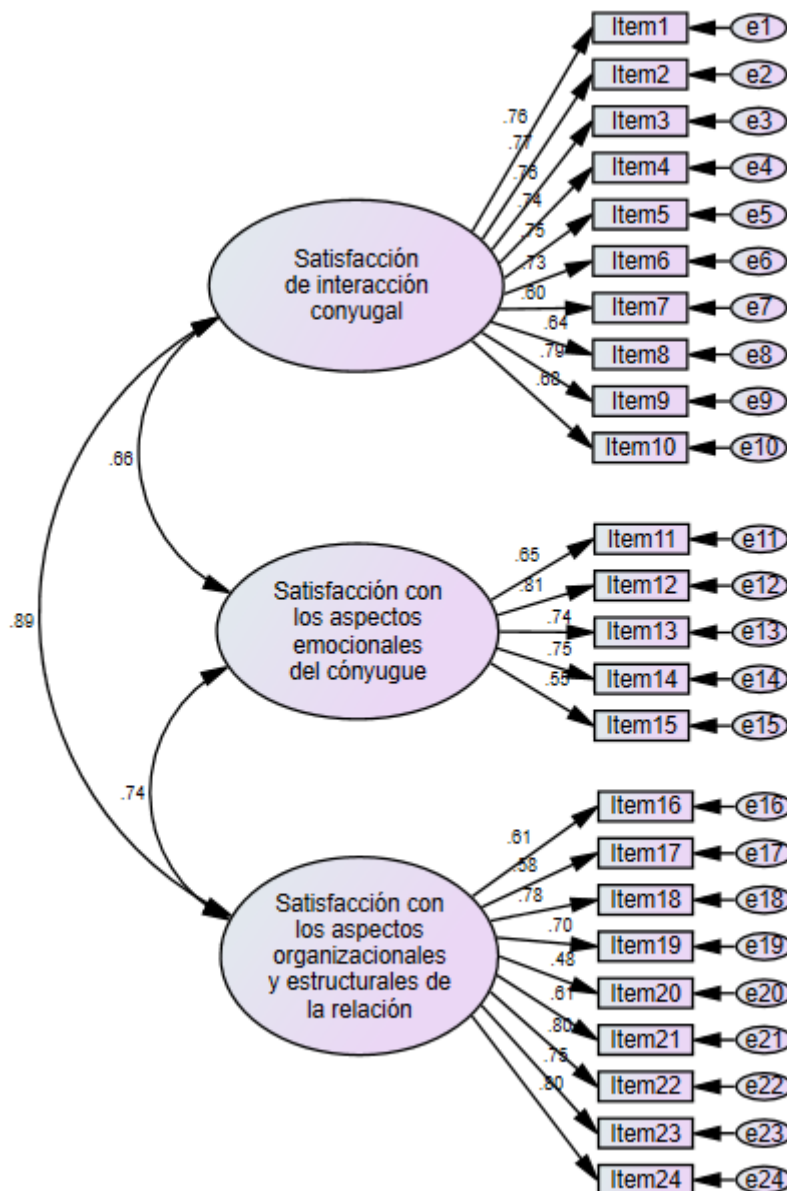 Item1 e1
Item2 e2
.76
Item3 e3
.77
Item4 e4
.76
.74
Item5 e5
.75
Satisfacción
de interacción
conyugal
.73
Item6 e6
.60
Item7 e7
.64
Item8 e8
.79
.68
Item9 e9
Item10 e10
.66
.89
Item11 e11
.65
.81
Item12 e12
Satisfacción con
los aspectos
emocionales
del cónyugue
.74
Item13 e13
.75
Item14 e14
.55
Item15 e15
.74
Item16 e16
.61
.58
Item17 e17
.78
Item18 e18
Satisfacción con
los aspectos
organizacionales
y estructurales de
la relación
.70
Item19 e19
.48
Item20 e20
.61
.80
Item21 e21
.75
.80
Item22 e22
Item23 e23
Item24 e24